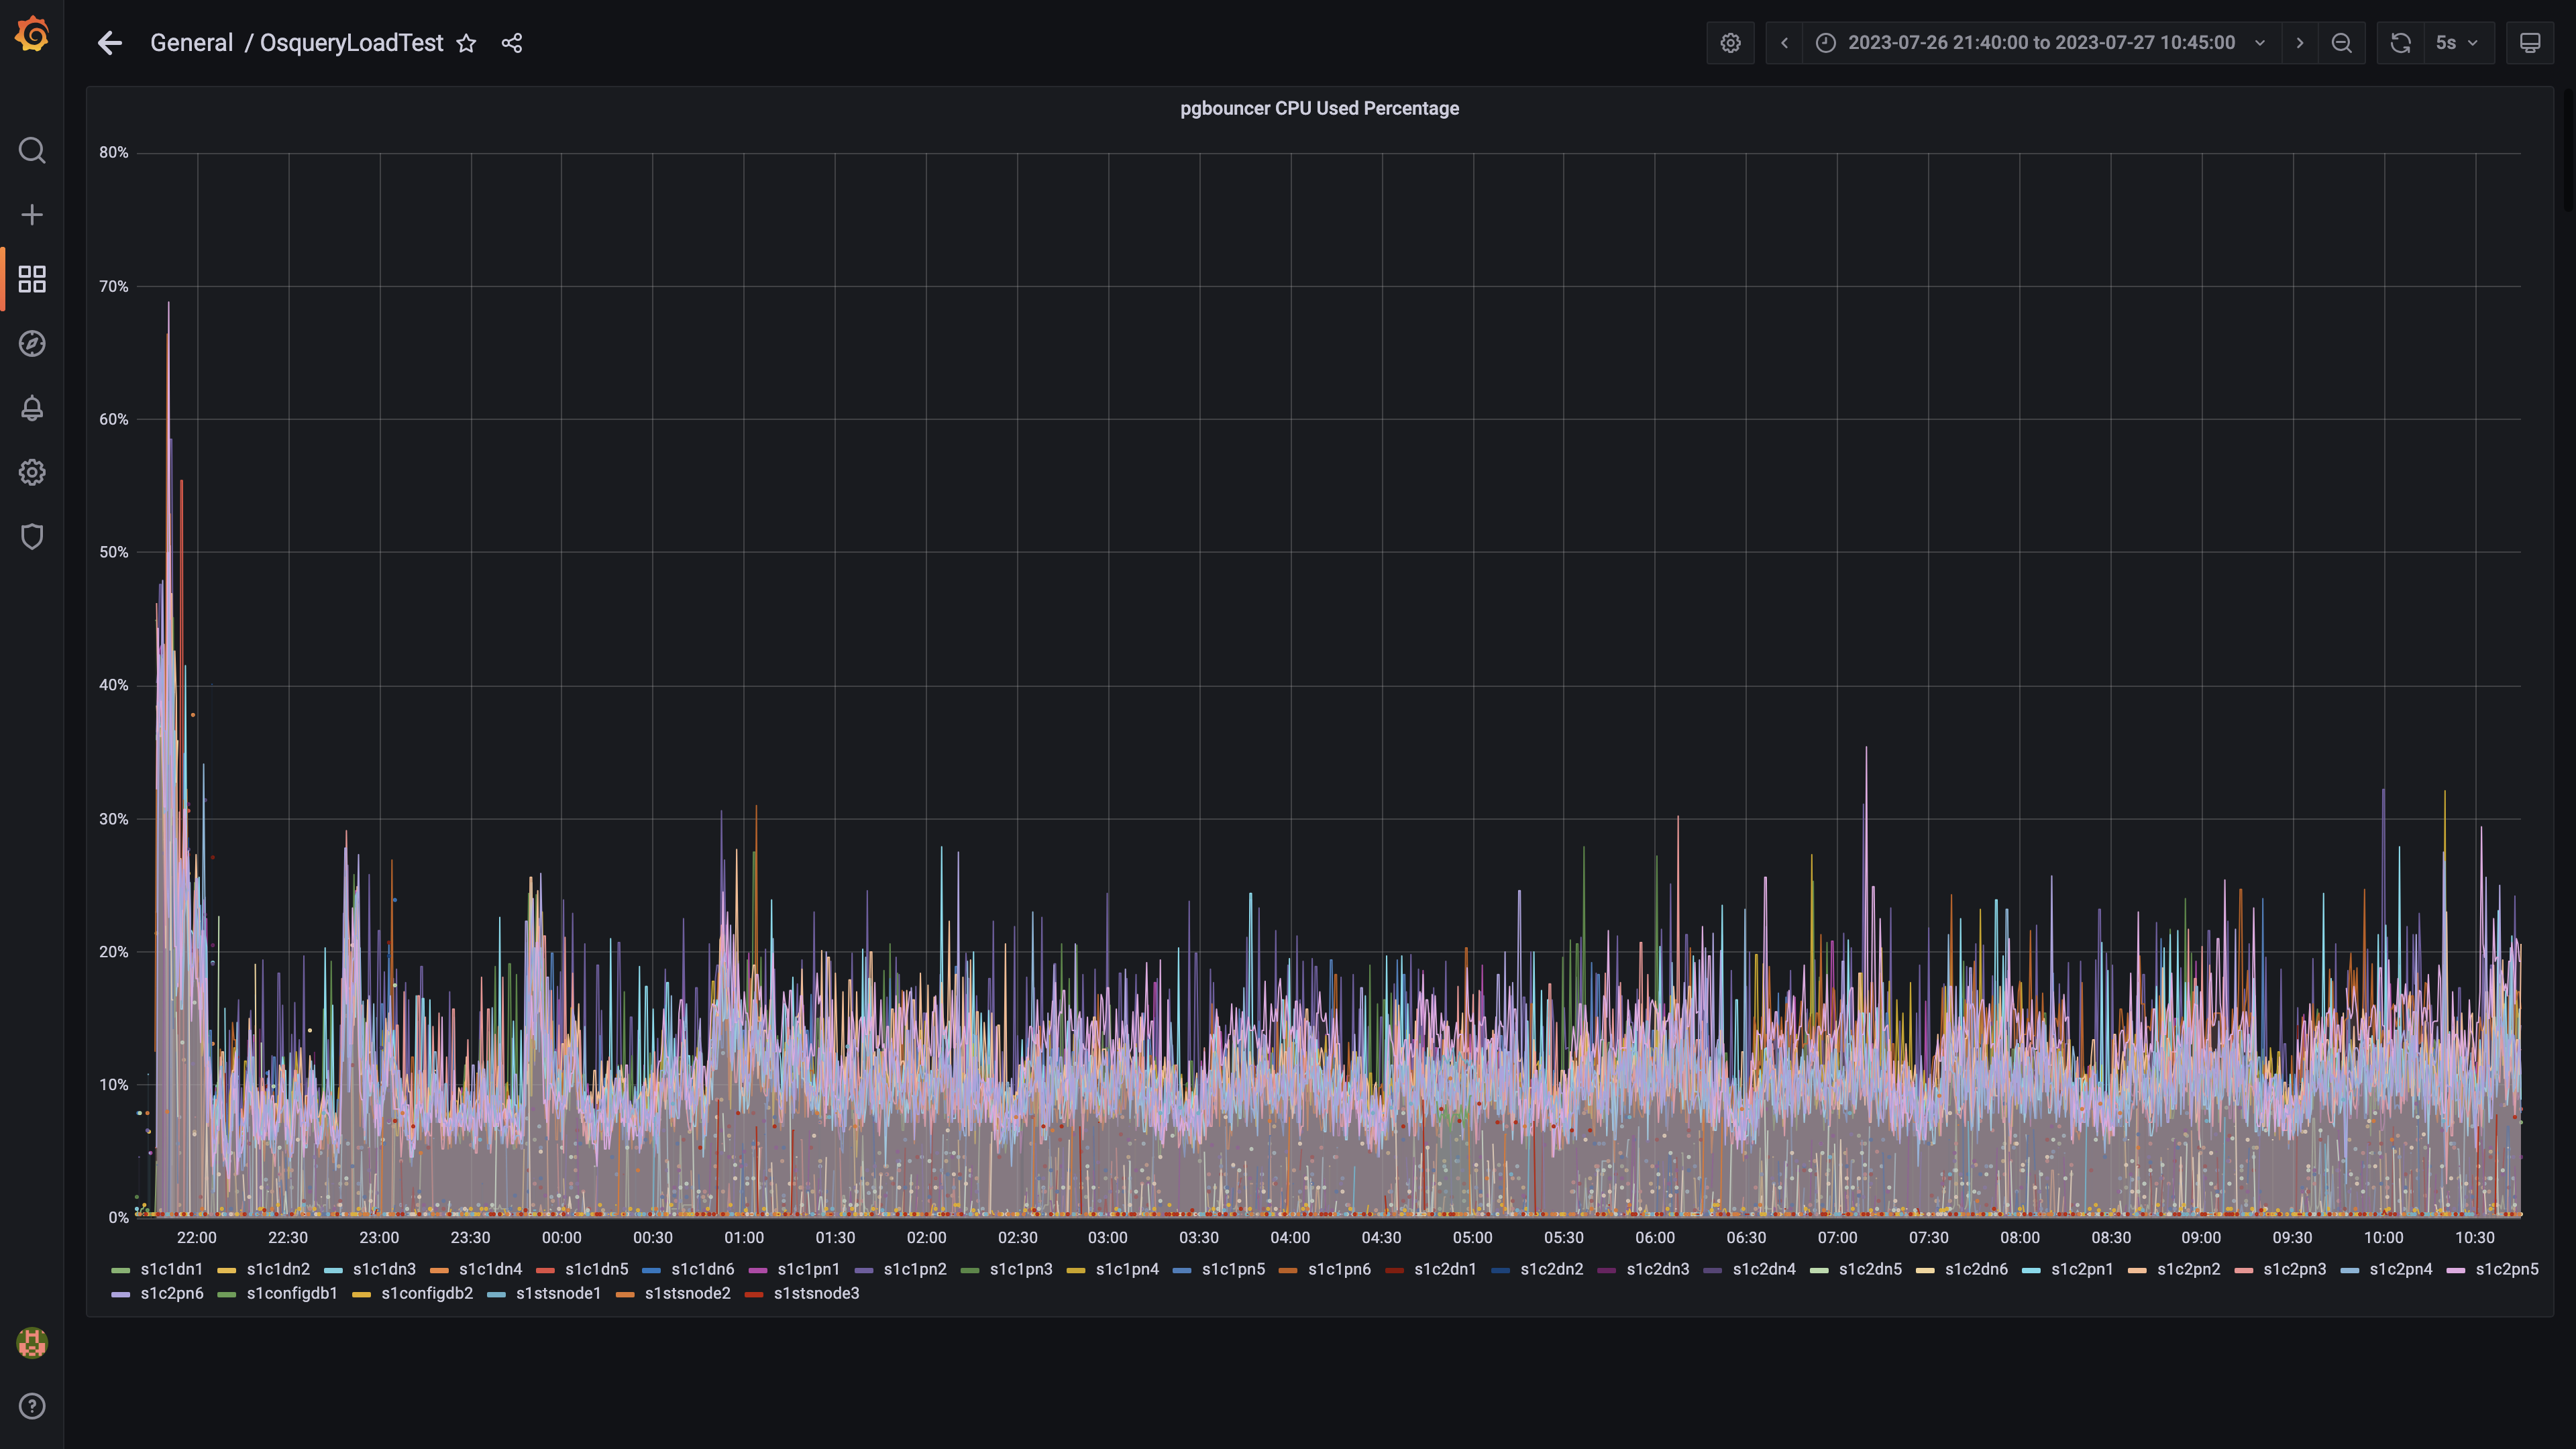 General / OsqueryLoadTest
2023-07-26 21:40:00 to 2023-07-27 10:45:00
5s
pgbouncer CPU Used Percentage
80%
70%
60%
50%
40%
30%
20%
10%
0%
22:00 22:30 23:00 23:30 00:00 00:30 01:00 01:30 02:00 02:30 03:00 03:30 04:00 04:30 05:00 05:30 06:00 06:30 07:00 07:30 08:00 08:30 09:00 09:30 10:00 10:30
s1c1dn1 s1c1dn2 s1c1dn3 s1c1dn4 s1c1dn5 s1c1dn6 s1c1pn1 s1c1pn2 s1c1pn3 s1c1pn4 s1c1pn5 s1c1pn6 s1c2dn1 s1c2dn2 s1c2dn3 s1c2dn4 s1c2dn5 s1c2dn6 s1c2pn1 s1c2pn2 s1c2pn3 s1c2pn4 s1c2pn5
s1c2pn6 s1configdb1 s1configdb2 s1stsnode1 s1stsnode2 s1stsnode3